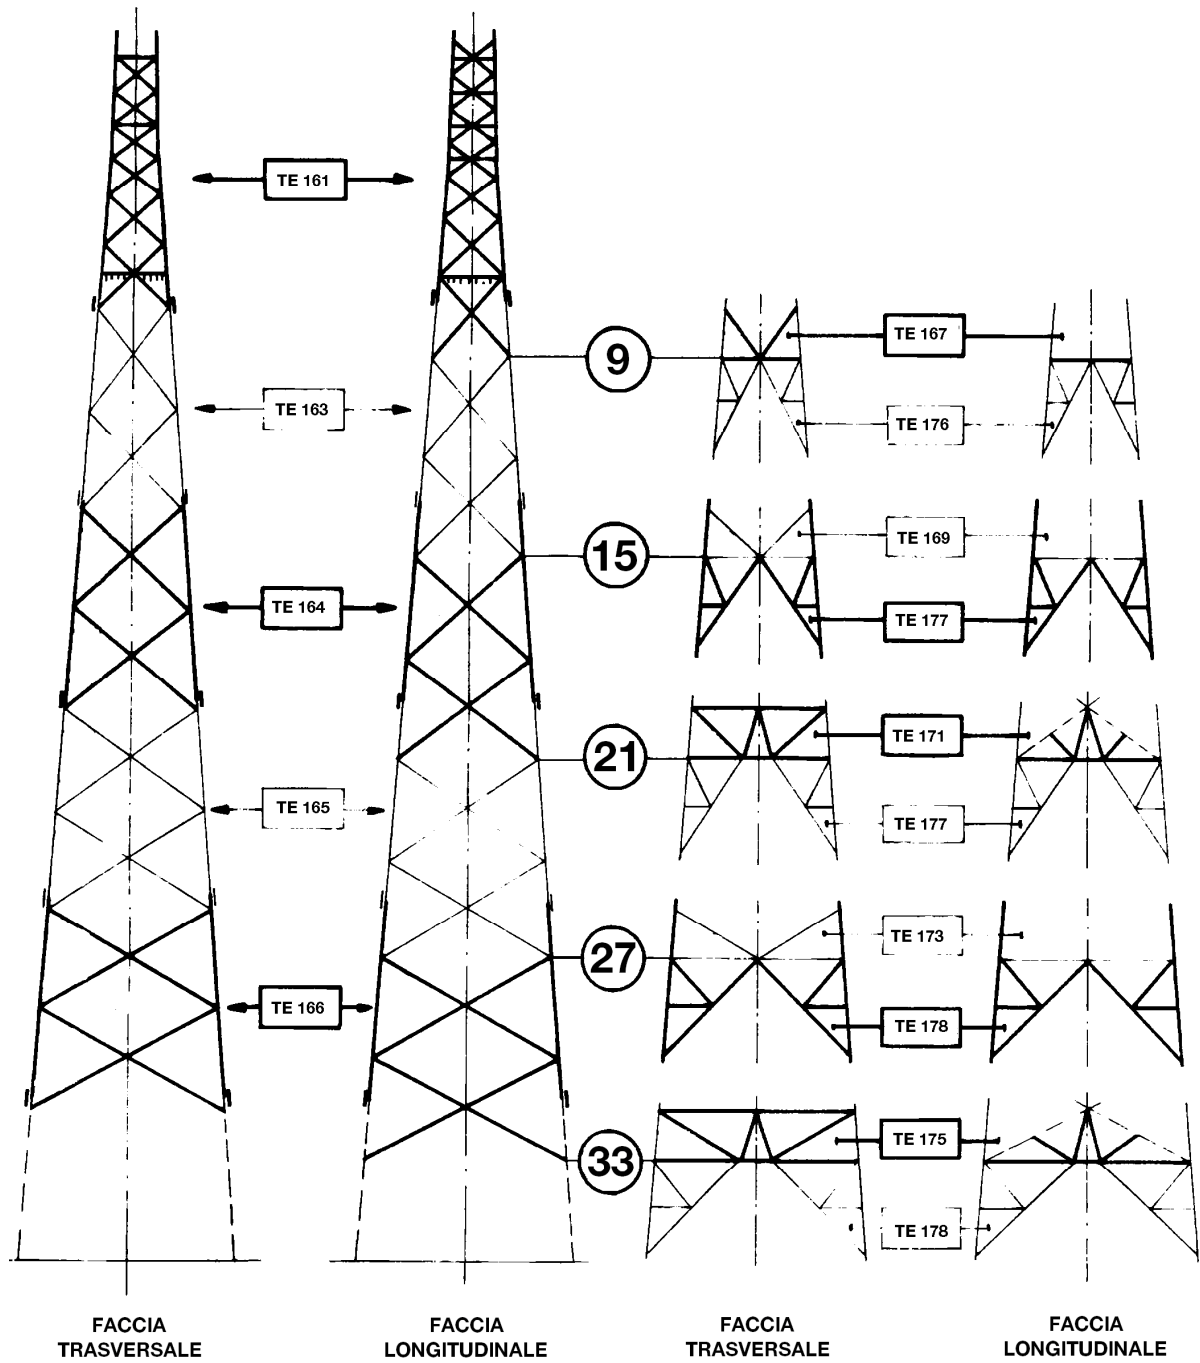 TE 161
TE 163
TE 164
TE 165
TE 166
9
TE 167
TE 176
15
TE 169
TE 177
21
TE 171
TE 177
27
TE 173
TE 178
33
TE 175
TE 178
FACCIA
TRASVERSALE
FACCIA
LONGITUDINALE
FACCIA
TRASVERSALE
FACCIA
LONGITUDINALE